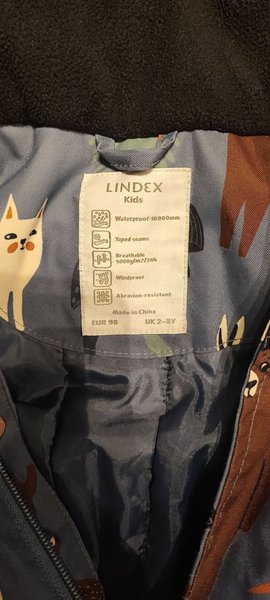 LINDEX
Kids
Waterproof 10000mm
Taped seams
Breathable
5000g/m2/24h
Windproof
Abrasion-resistant
Made in China
EUR 98 UK 2-3Y